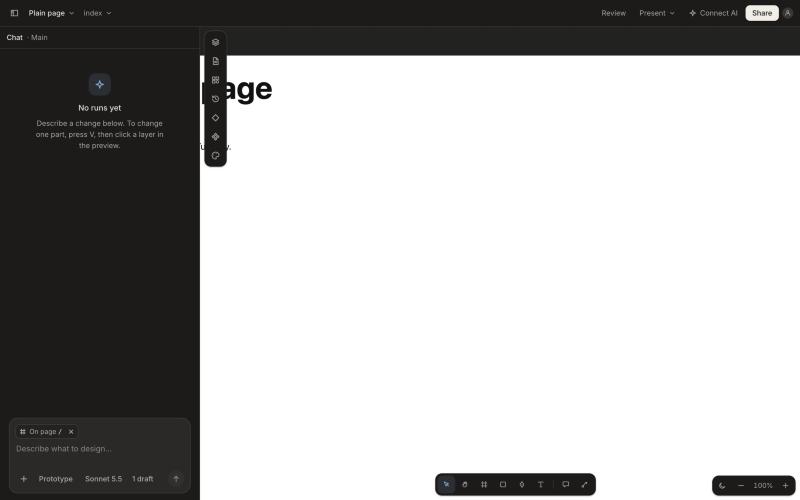 Plain page
index
Review
Present
Connect AI
Share
Chat · Main
No runs yet
Describe a change below. To change
one part, press V, then click a layer in
the preview.
page
y.
On page /
Describe what to design...
Prototype
Sonnet 5.5
1 draft
100%